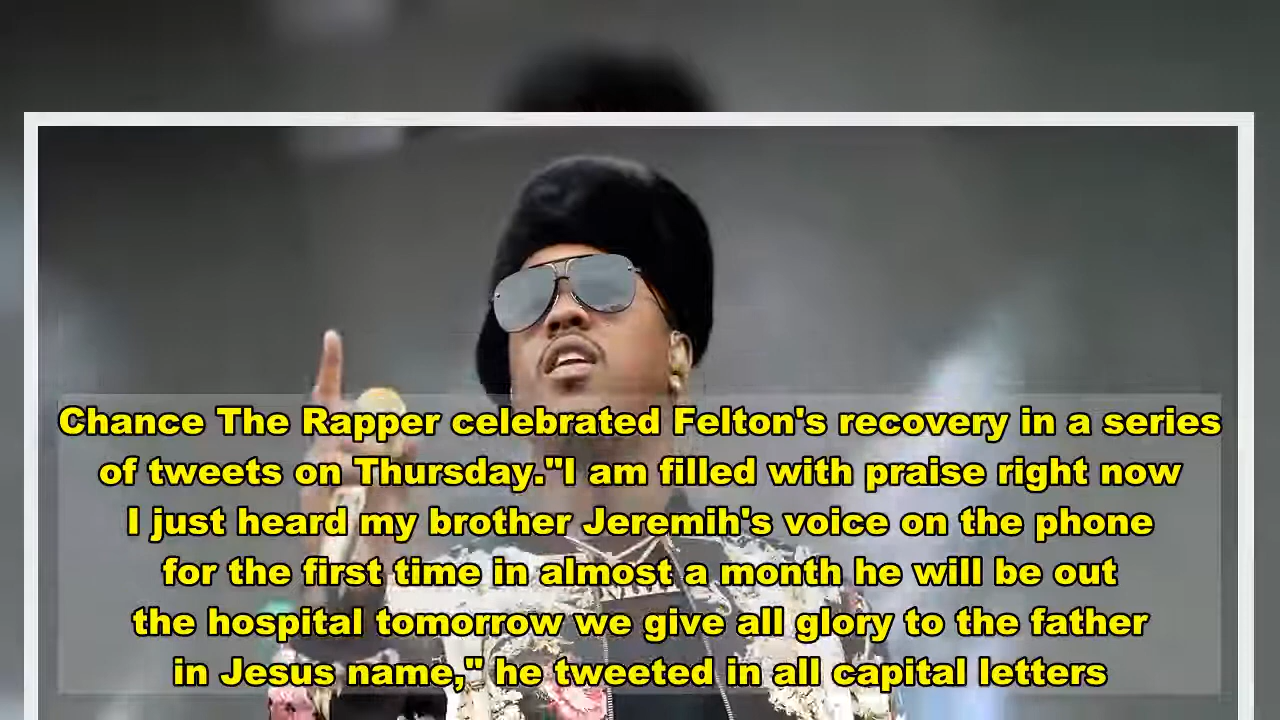 Chance The Rapper celebrated Felton's recovery in a series
of tweets on Thursday."I am filled with praise right now
I just heard my brother Jeremih's voice on the phone
for the first time in almost a month he will be out
the hospital tomorrow we give all glory to the father
in Jesus name," he tweeted in all capital letters